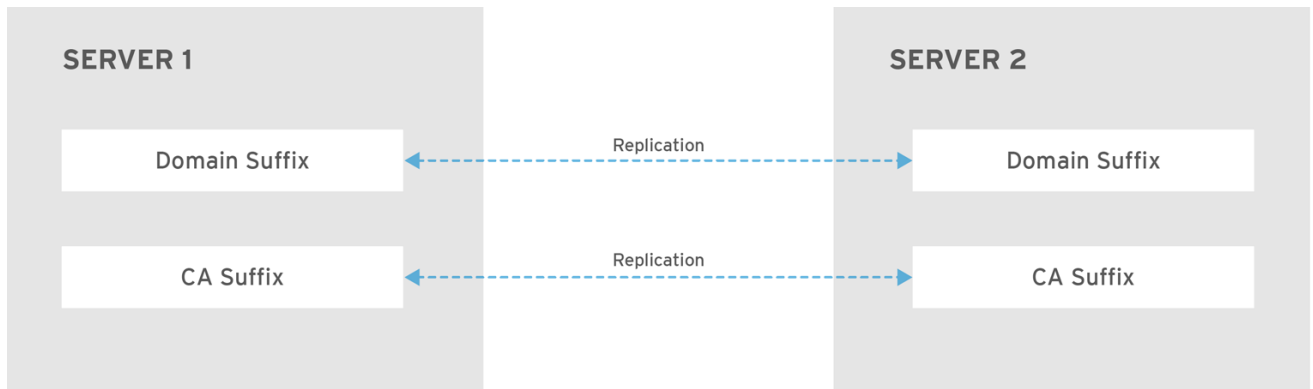 SERVER 1
SERVER 2
Domain Suffix
Replication
Domain Suffix
CA Suffix
Replication
CA Suffix